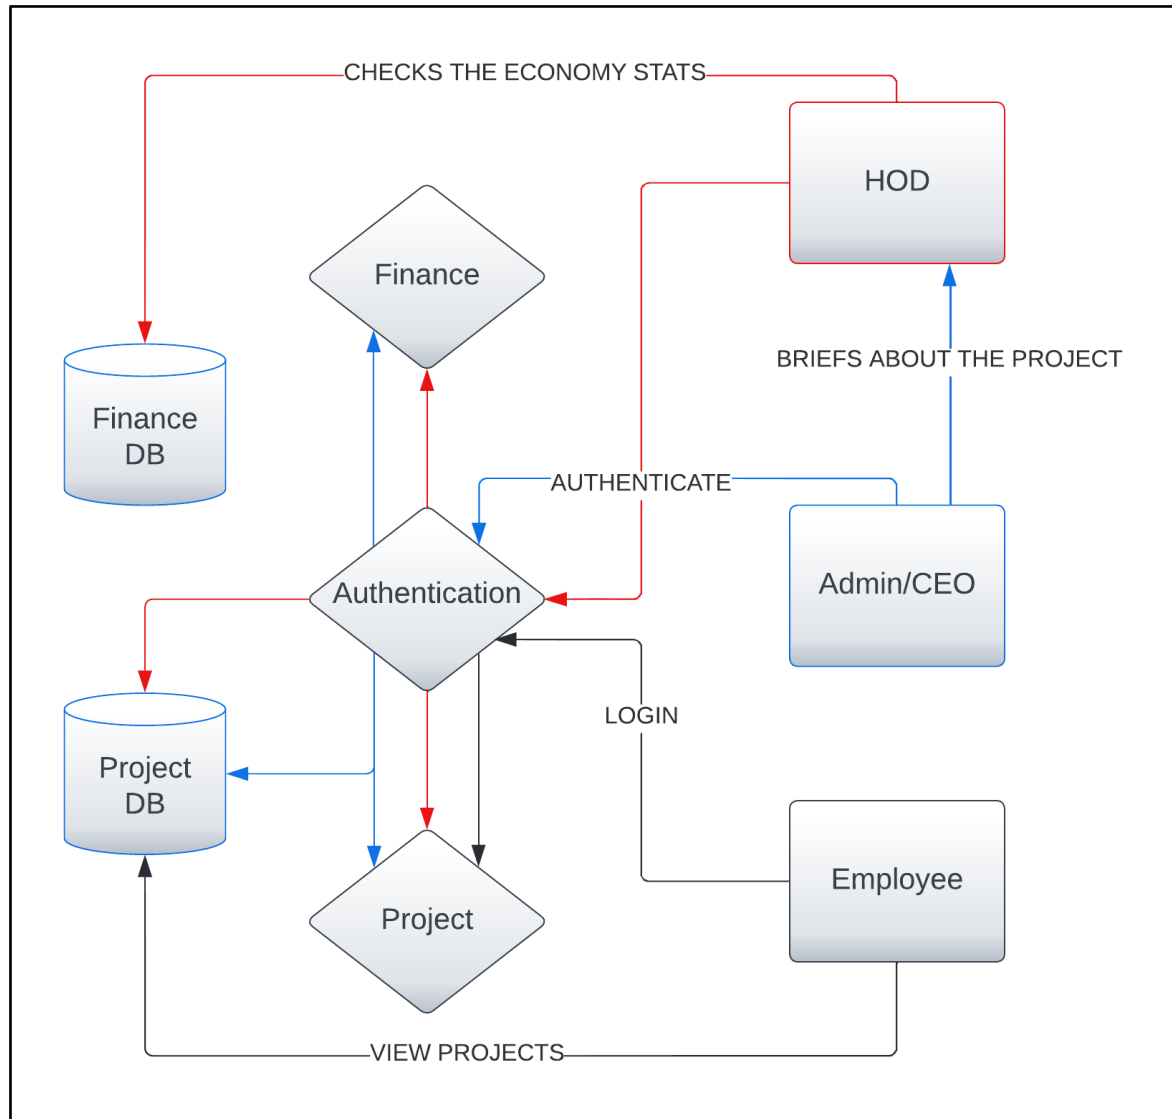 CHECKS THE ECONOMY STATS
HOD
Finance
BRIEFS ABOUT THE PROJECT
Finance
DB
AUTHENTICATE
Admin/CEO
Authentication
LOGIN
Project
DB
Employee
Project
VIEW PROJECTS